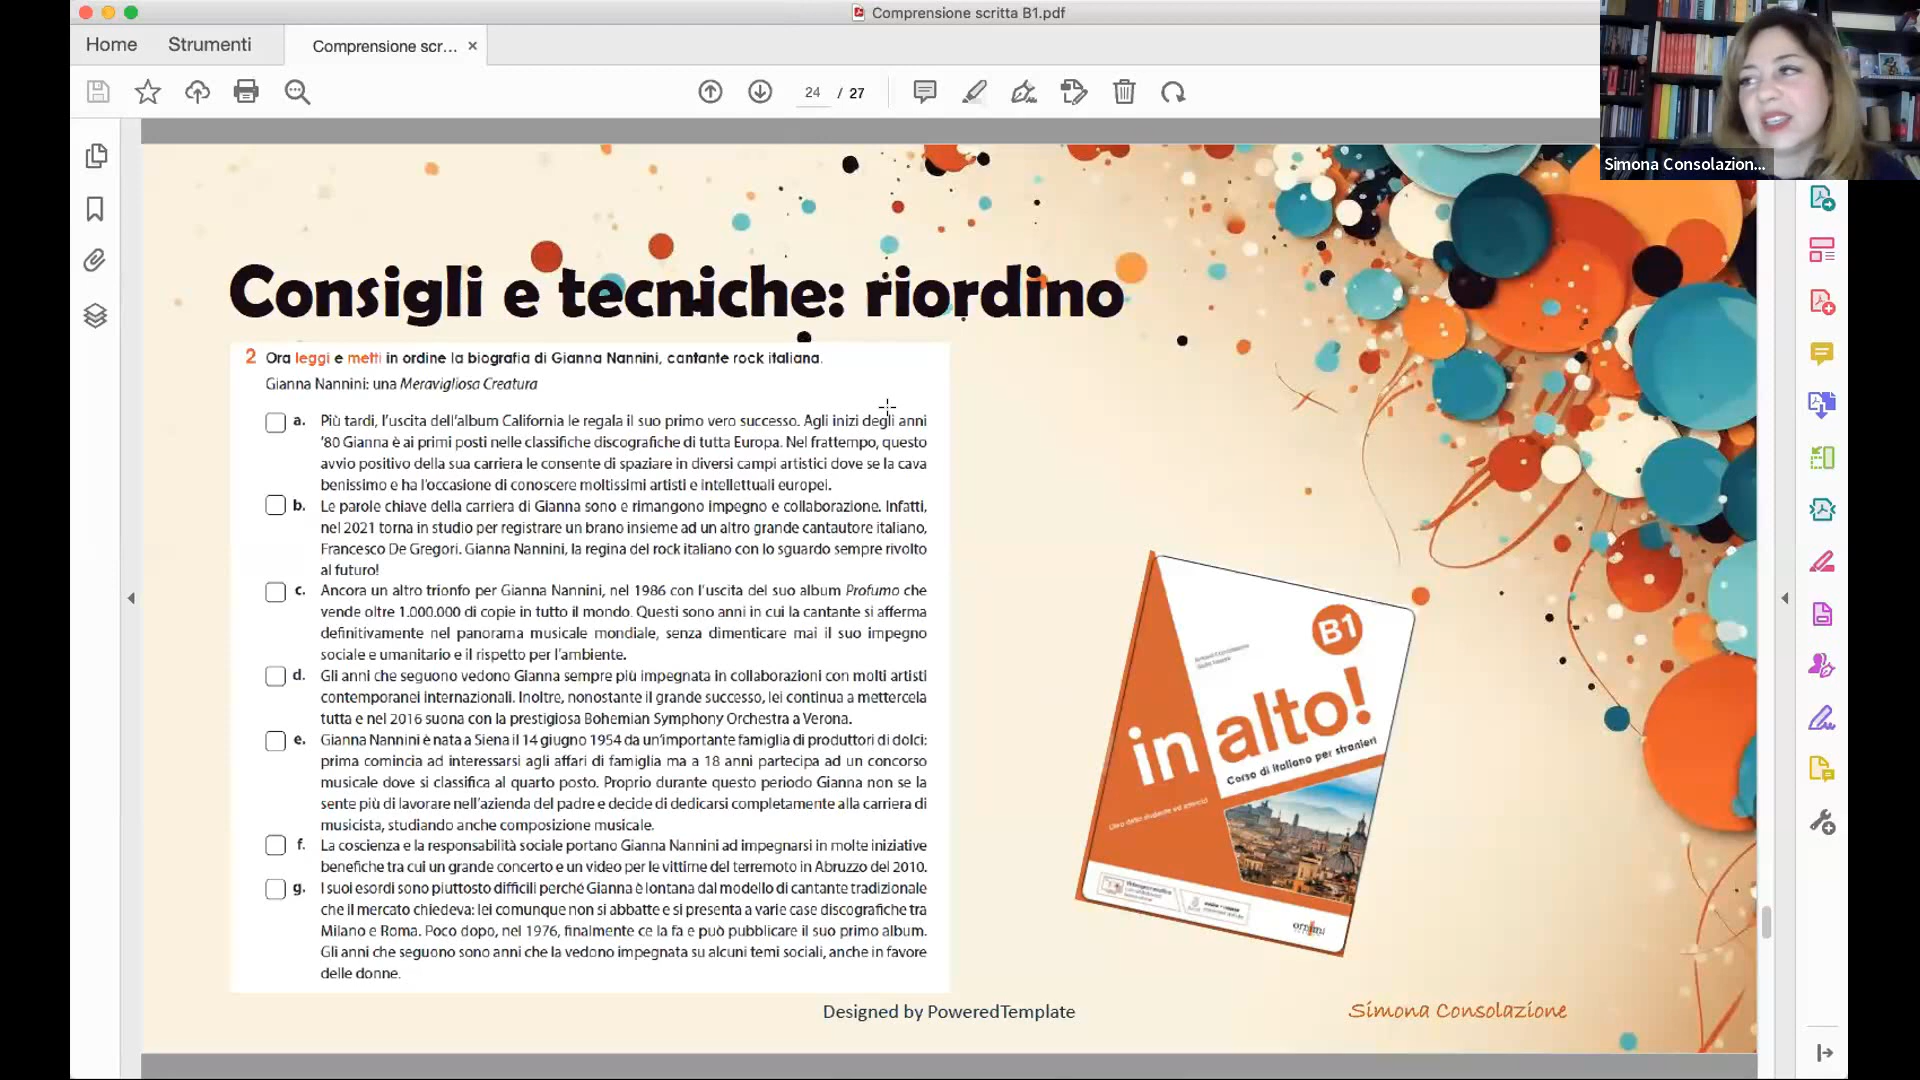 Comprensione scritta B1.pdf
Home
Strumenti
Comprensione scr...
24 / 27
Simona Consolazion...
Consigli e tecniche: riordino
2 Ora leggi e metti in ordine la biografia di Gianna Nannini, cantante rock italiana.
Gianna Nannini: una Meravigliosa Creatura
a. Più tardi, l'uscita dell'album California le regala il suo primo vero successo. Agli inizi degli anni
'80 Gianna è ai primi posti nelle classifiche discografiche di tutta Europa. Nel frattempo, questo
avvio positivo della sua carriera le consente di spaziare in diversi campi artistici dove se la cava
benissimo e ha l'occasione di conoscere moltissimi artisti e intellettuali europei.
b. Le parole chiave della carriera di Gianna sono e rimangono impegno e collaborazione. Infatti,
nel 2021 torna in studio per registrare un brano insieme ad un altro grande cantautore italiano,
Francesco De Gregori. Gianna Nannini, la regina del rock italiano con lo sguardo sempre rivolto
al futuro!
c. Ancora un altro trionfo per Gianna Nannini, nel 1986 con l'uscita del suo album Profumo che
vende oltre 1.000.000 di copie in tutto il mondo. Questi sono anni in cui la cantante si afferma
definitivamente nel panorama musicale mondiale, senza dimenticare mai il suo impegno
sociale e umanitario e il rispetto per l'ambiente.
d. Gli anni che seguono vedono Gianna sempre più impegnata in collaborazioni con molti artisti
contemporanei internazionali. Inoltre, nonostante il grande successo, lei continua a mettercela
tutta e nel 2016 suona con la prestigiosa Bohemian Symphony Orchestra a Verona.
e. Gianna Nannini è nata a Siena il 14 giugno 1954 da un'importante famiglia di produttori di dolci:
prima comincia ad interessarsi agli affari di famiglia ma a 18 anni partecipa ad un concorso
musicale dove si classifica al quarto posto. Proprio durante questo periodo Gianna non se la
sente più di lavorare nell'azienda del padre e decide di dedicarsi completamente alla carriera di
musicista, studiando anche composizione musicale.
f. La coscienza e la responsabilità sociale portano Gianna Nannini ad impegnarsi in molte iniziative
benefiche tra cui un grande concerto e un video per le vittime del terremoto in Abruzzo del 2010.
g. I suoi esordi sono piuttosto difficili perché Gianna è lontana dal modello di cantante tradizionale
che il mercato chiedeva: lei comunque non si abbatte e si presenta a varie case discografiche tra
Milano e Roma. Poco dopo, nel 1976, finalmente ce la fa e può pubblicare il suo primo album.
Gli anni che seguono sono anni che la vedono impegnata su alcuni temi sociali, anche in favore
delle donne.
B1
in alto!
Corso di italiano per stranieri
Designed by PoweredTemplate
Simona Consolazione